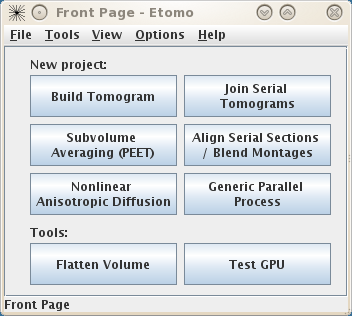 Front Page - Etomo
File Tools View Options Help
New project:
Build Tomogram
Join Serial
Tomograms
Subvolume
Averaging (PEET)
Align Serial Sections
/ Blend Montages
Nonlinear
Anisotropic Diffusion
Generic Parallel
Process
Tools:
Flatten Volume
Test GPU
Front Page